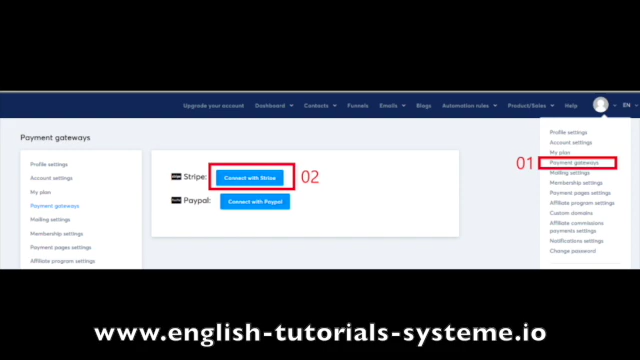 Upgrade your account Dashboard Contacts Funnels Emails Blogs Automation rules Product/Sales Help EN
Payment gateways
Profile settings
Account settings
My plan
Payment gateways
Mailing settings
Membership settings
Payment pages settings
Affiliate program settings
Stripe: Connect with Stripe 02
Paypal: Connect with Paypal
Profile settings
Account settings
My plan
01 Payment gateways
Mailing settings
Membership settings
Payment pages settings
Affiliate program settings
Custom domains
Affiliate commissions
payments settings
Notifications settings
Change password
www.english-tutorials-systeme.io